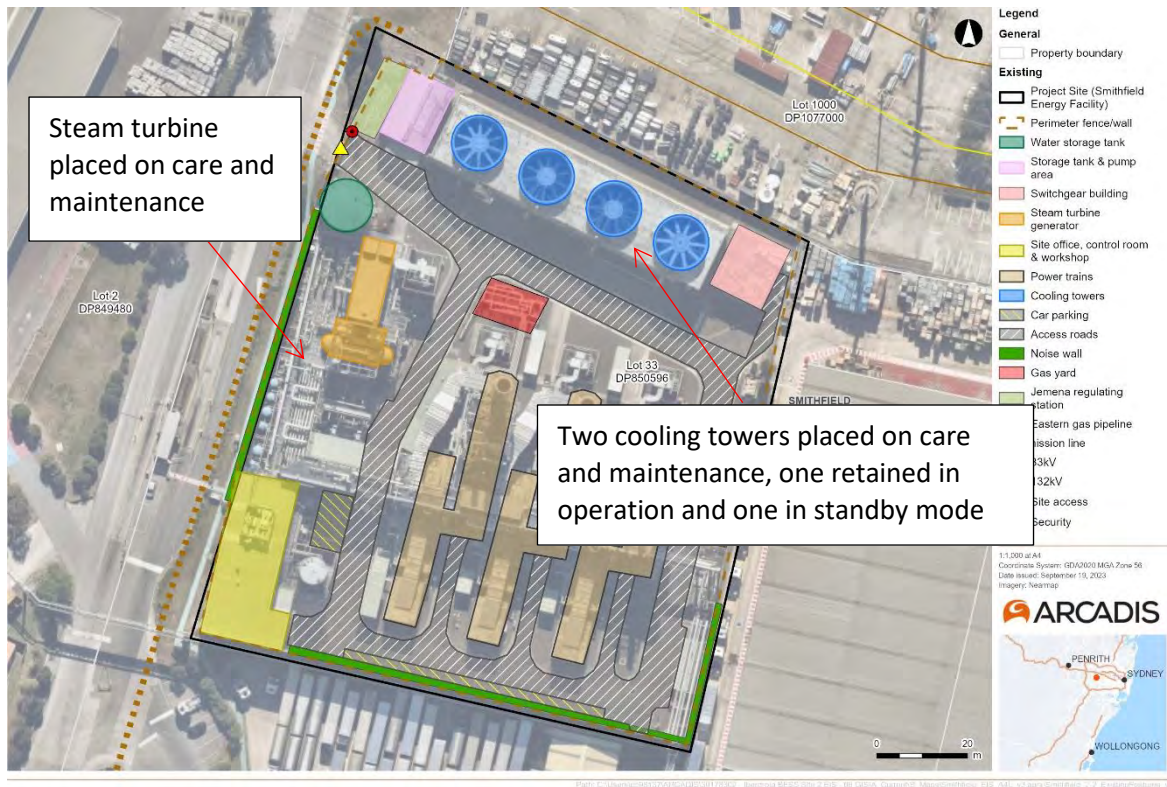 Steam turbine
placed on care and
maintenance
Lot 1000
DP1077000
Lot 2
DP849480
Lot 33
DP850596
SMITHFIELD
Two cooling towers placed on care
and maintenance, one retained in
operation and one in standby mode
Legend
General
Property boundary
Existing
Project Site (Smithfield
Energy Facility)
Perimeter fence/wall
Water storage tank
Storage tank & pump
area
Switchgear building
Steam turbine
generator
Site office, control room
& workshop
Power trains
Cooling towers
Car parking
Access roads
Noise wall
Gas yard
Jemena regulating
station
Eastern gas pipeline
ission line
33kV
132kV
Site access
Security
1:1,000 at A4
Coordinate System: GDA2020 MGA Zone 56
Date issued: September 19, 2023
Imagery: Nearmap
ARCADIS
PENRITH
SYDNEY
WOLLONGONG
0 20
m